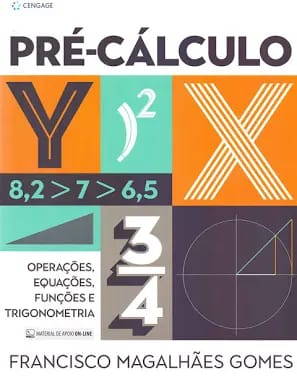 CENGAGE
PRÉ-CÁLCULO
Y )² X
8,2 > 7 > 6,5
3/4
OPERAÇÕES,
EQUAÇÕES,
FUNÇÕES E
TRIGONOMETRIA
MATERIAL DE APOIO ON-LINE
FRANCISCO MAGALHÃES GOMES